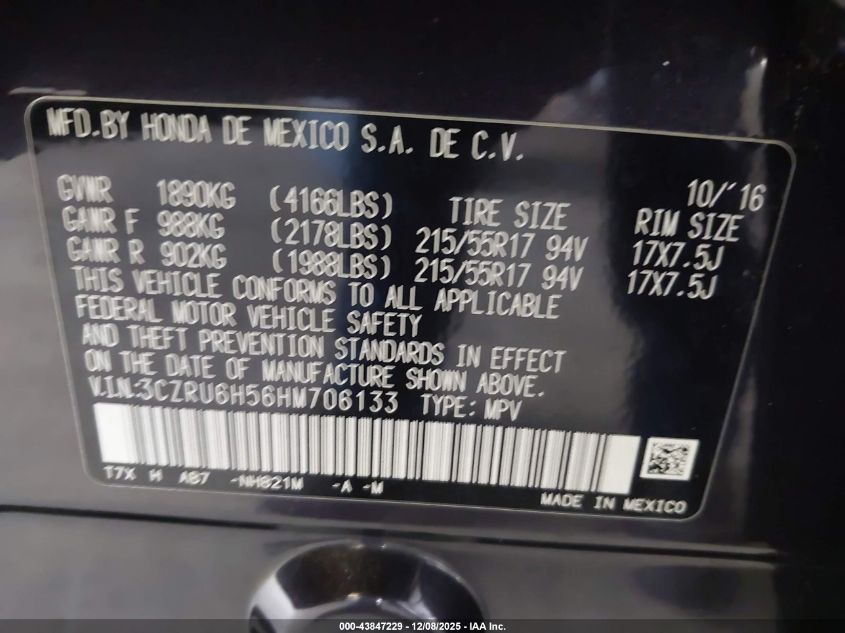 MFD.BY HONDA DE MEXICO S.A. DE C.V.
10/'16
GVWR 1890KG (4166LBS) TIRE SIZE RIM SIZE
GAWR F 988KG (2178LBS) 215/55R17 94V 17X7.5J
GAWR R 902KG (1988LBS) 215/55R17 94V 17X7.5J
THIS VEHICLE CONFORMS TO ALL APPLICABLE
FEDERAL MOTOR VEHICLE SAFETY
AND THEFT PREVENTION STANDARDS IN EFFECT
ON THE DATE OF MANUFACTURE SHOWN ABOVE.
V.I.N.:3CZRU6H56HM706133 TYPE: MPV
T7X H AB7 -NH821M -A -M
MADE IN MEXICO
000-43847229 - 12/08/2025 - IAA Inc.